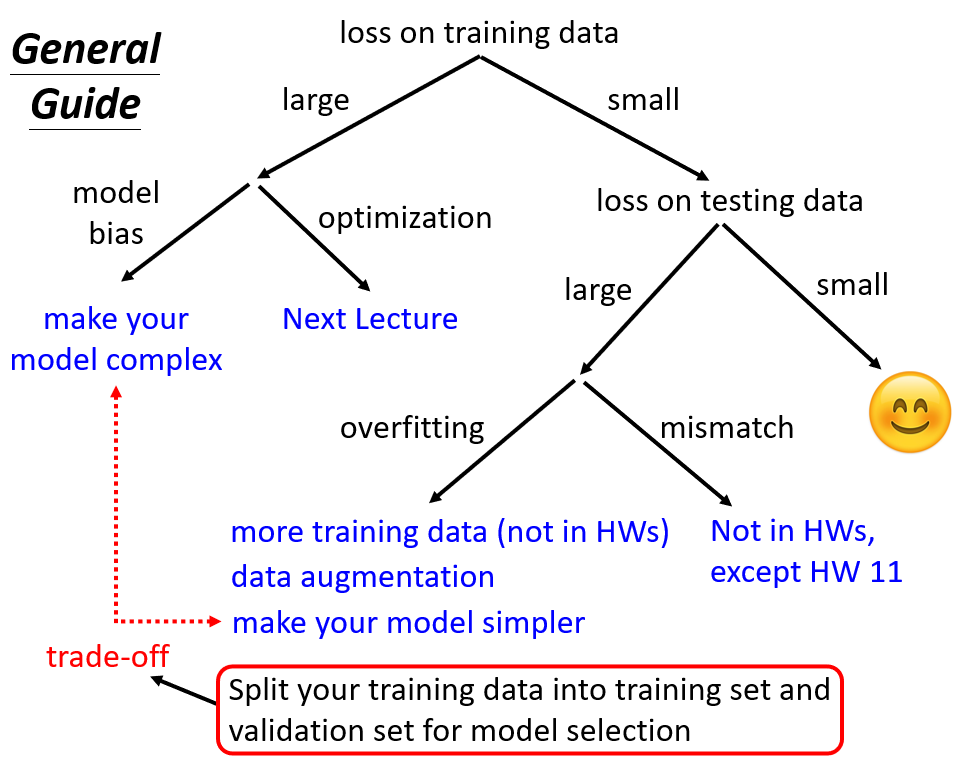 General
Guide
loss on training data
large
small
model
bias
optimization
loss on testing data
large
small
make your
model complex
Next Lecture
overfitting
mismatch
more training data (not in HWs)
data augmentation
make your model simpler
Not in HWs,
except HW 11
trade-off
Split your training data into training set and
validation set for model selection